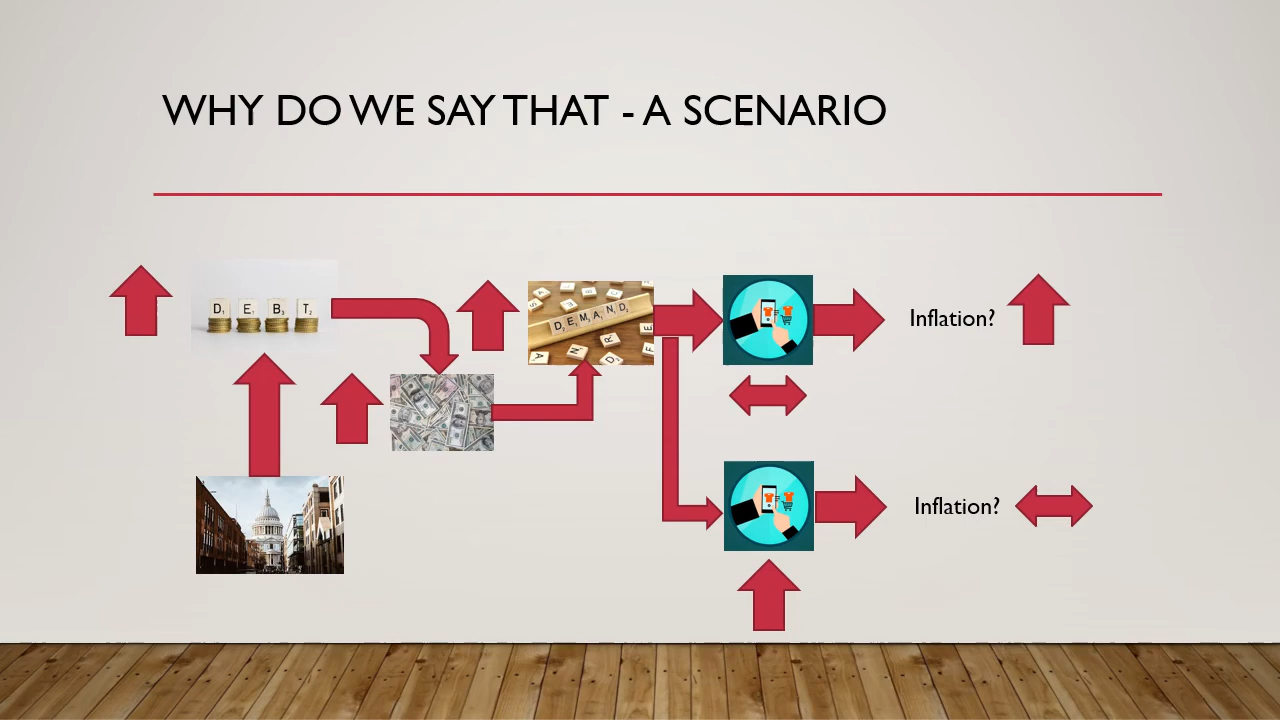 WHY DO WE SAY THAT - A SCENARIO
DEBT
DEMAND
Inflation?
Inflation?